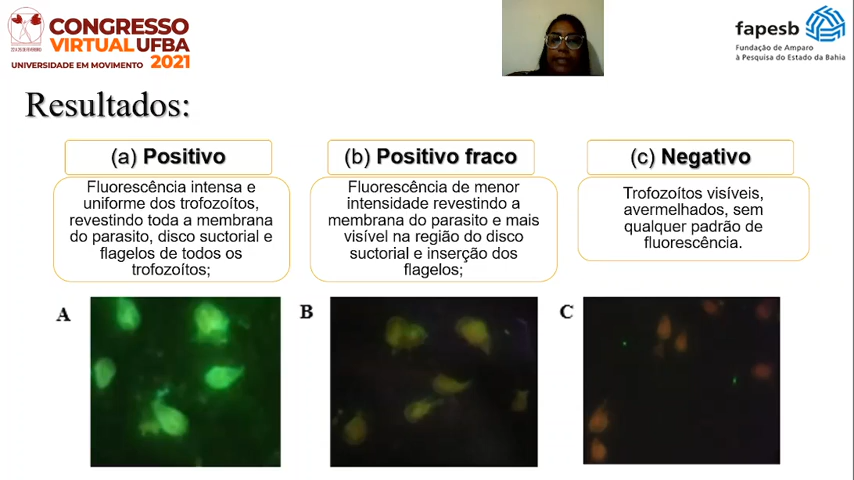 CONGRESSO
VIRTUAL UFBA
UNIVERSIDADE EM MOVIMENTO 2021
fapesb
Fundação de Amparo
à Pesquisa do Estado da Bahia
Resultados:
(a) Positivo
Fluorescência intensa e
uniforme dos trofozoítos,
revestindo toda a membrana
do parasito, disco suctorial e
flagelos de todos os
trofozoítos;
(b) Positivo fraco
Fluorescência de menor
intensidade revestindo a
membrana do parasito e mais
visível na região do disco
suctorial e inserção dos
flagelos;
(c) Negativo
Trofozoítos visíveis,
avermelhados, sem
qualquer padrão de
fluorescência.
A
B
C